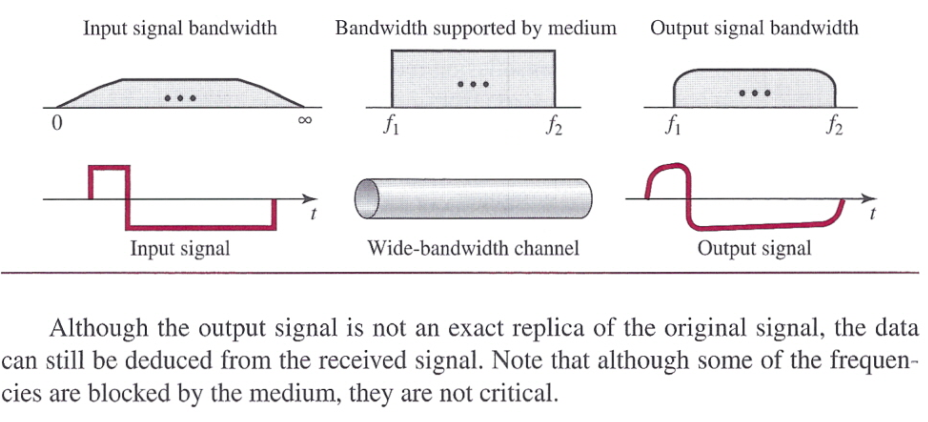 Input signal bandwidth Bandwidth supported by medium Output signal bandwidth
0 ∞ f₁ f₂ f₁ f₂
t t
Input signal Wide-bandwidth channel Output signal
Although the output signal is not an exact replica of the original signal, the data
can still be deduced from the received signal. Note that although some of the frequen-
cies are blocked by the medium, they are not critical.